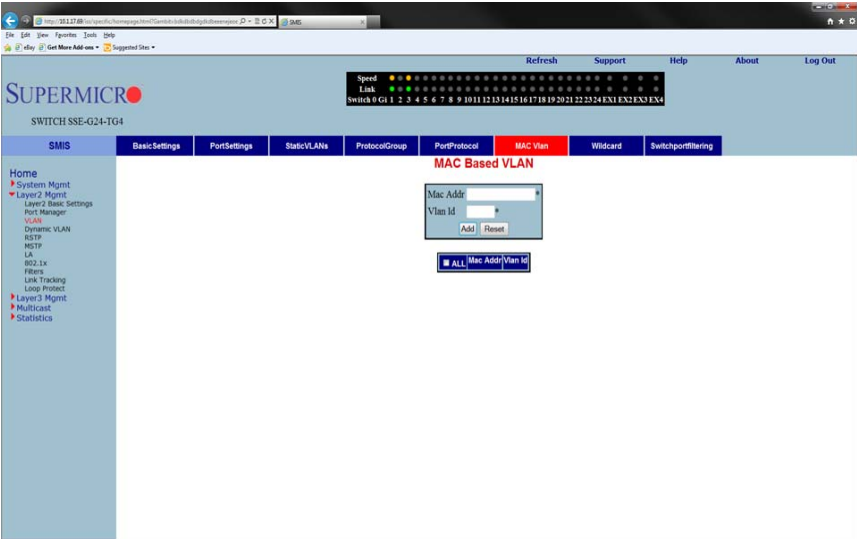 SMIS
File Edit View Favorites Tools Help
eBay Get More Add-ons Suggested Sites
Refresh Support Help About Log Out
SUPERMICRO
SWITCH SSE-G24-TG4
Speed
Link
Switch 0 Gi 1 2 3 4 5 6 7 8 9 10 11 12 13 14 15 16 17 18 19 20 21 22 23 24 EX1 EX2 EX3 EX4
SMIS BasicSettings PortSettings StaticVLANs ProtocolGroup PortProtocol MAC Vlan Wildcard Switchportfiltering
MAC Based VLAN
Home
System Mgmt
Layer2 Mgmt
Layer2 Basic Settings
Port Manager
VLAN
Dynamic VLAN
RSTP
MSTP
LA
802.1x
Filters
Link Tracking
Loop Protect
Layer3 Mgmt
Multicast
Statistics
Mac Addr *
Vlan Id *
Add Reset
ALL Mac Addr Vlan Id